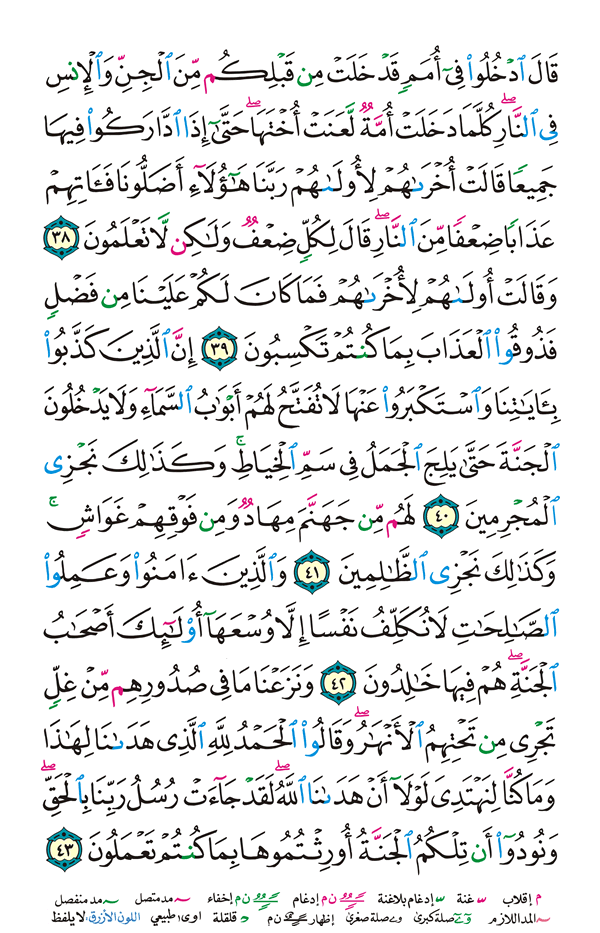 قَالَ ٱدْخُلُوا۟ فِىٓ أُمَمٍ قَدْ خَلَتْ مِن قَبْلِكُم مِّنَ ٱلْجِنِّ وَٱلْإِنسِ
فِى ٱلنَّارِ ۖ كُلَّمَا دَخَلَتْ أُمَّةٌ لَّعَنَتْ أُخْتَهَا ۖ حَتَّىٰٓ إِذَا ٱدَّارَكُوا۟ فِيهَا
جَمِيعًا قَالَتْ أُخْرَىٰهُمْ لِأُولَىٰهُمْ رَبَّنَا هَـٰٓؤُلَآءِ أَضَلُّونَا فَـَٔاتِهِمْ
عَذَابًا ضِعْفًا مِّنَ ٱلنَّارِ ۖ قَالَ لِكُلٍّ ضِعْفٌ وَلَـٰكِن لَّا تَعْلَمُونَ ٣٨
وَقَالَتْ أُولَىٰهُمْ لِأُخْرَىٰهُمْ فَمَا كَانَ لَكُمْ عَلَيْنَا مِن فَضْلٍ
فَذُوقُوا۟ ٱلْعَذَابَ بِمَا كُنتُمْ تَكْسِبُونَ ٣٩ إِنَّ ٱلَّذِينَ كَذَّبُوا۟
بِـَٔايَـٰتِنَا وَٱسْتَكْبَرُوا۟ عَنْهَا لَا تُفَتَّحُ لَهُمْ أَبْوَٰبُ ٱلسَّمَآءِ وَلَا يَدْخُلُونَ
ٱلْجَنَّةَ حَتَّىٰ يَلِجَ ٱلْجَمَلُ فِى سَمِّ ٱلْخِيَاطِ ۚ وَكَذَٰلِكَ نَجْزِى
ٱلْمُجْرِمِينَ ٤٠ لَهُم مِّن جَهَنَّمَ مِهَادٌ وَمِن فَوْقِهِمْ غَوَاشٍ ۚ
وَكَذَٰلِكَ نَجْزِى ٱلظَّـٰلِمِينَ ٤١ وَٱلَّذِينَ ءَامَنُوا۟ وَعَمِلُوا۟
ٱلصَّـٰلِحَـٰتِ لَا نُكَلِّفُ نَفْسًا إِلَّا وُسْعَهَآ أُو۟لَـٰٓئِكَ أَصْحَـٰبُ
ٱلْجَنَّةِ ۖ هُمْ فِيهَا خَـٰلِدُونَ ٤٢ وَنَزَعْنَا مَا فِى صُدُورِهِم مِّنْ غِلٍّ
تَجْرِى مِن تَحْتِهِمُ ٱلْأَنْهَـٰرُ ۖ وَقَالُوا۟ ٱلْحَمْدُ لِلَّهِ ٱلَّذِى هَدَىٰنَا لِهَـٰذَا
وَمَا كُنَّا لِنَهْتَدِىَ لَوْلَآ أَنْ هَدَىٰنَا ٱللَّهُ ۖ لَقَدْ جَآءَتْ رُسُلُ رَبِّنَا بِٱلْحَقِّ ۖ
وَنُودُوٓا۟ أَن تِلْكُمُ ٱلْجَنَّةُ أُورِثْتُمُوهَا بِمَا كُنتُمْ تَعْمَلُونَ ٤٣
م إقلاب غنة إدغام بلاغنة ن م إدغام ن م إخفاء مد متصل مد منفصل
المد اللازم صلة كبرى صلة صغرى إظهار ن م قلقلة اوى: طبيعي اللون الأزرق: لا يلفظ